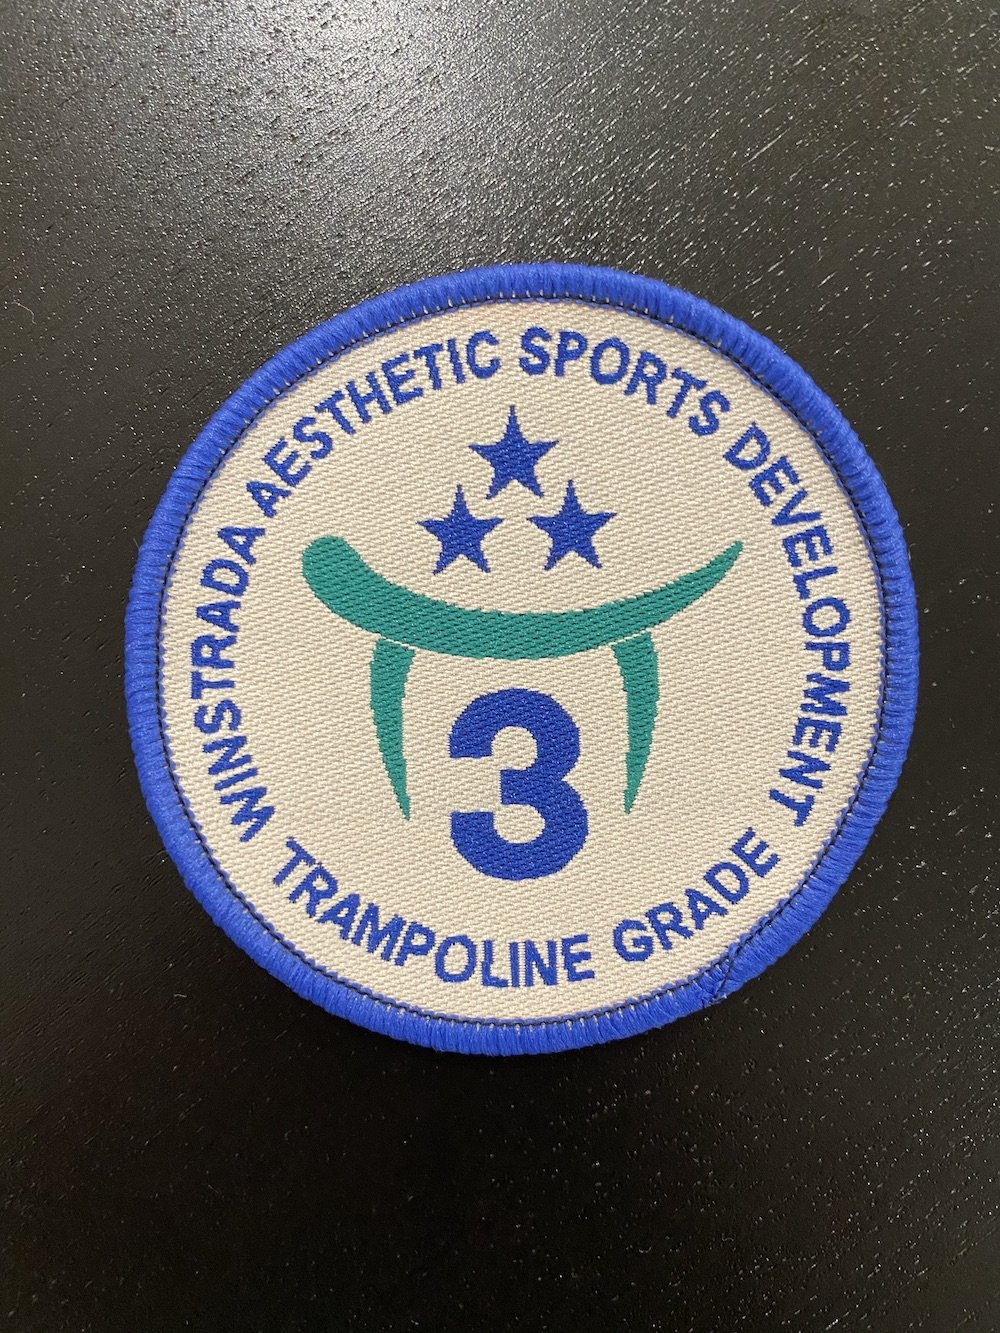 WINSTRADA AESTHETIC SPORTS DEVELOPMENT
3
TRAMPOLINE GRADE